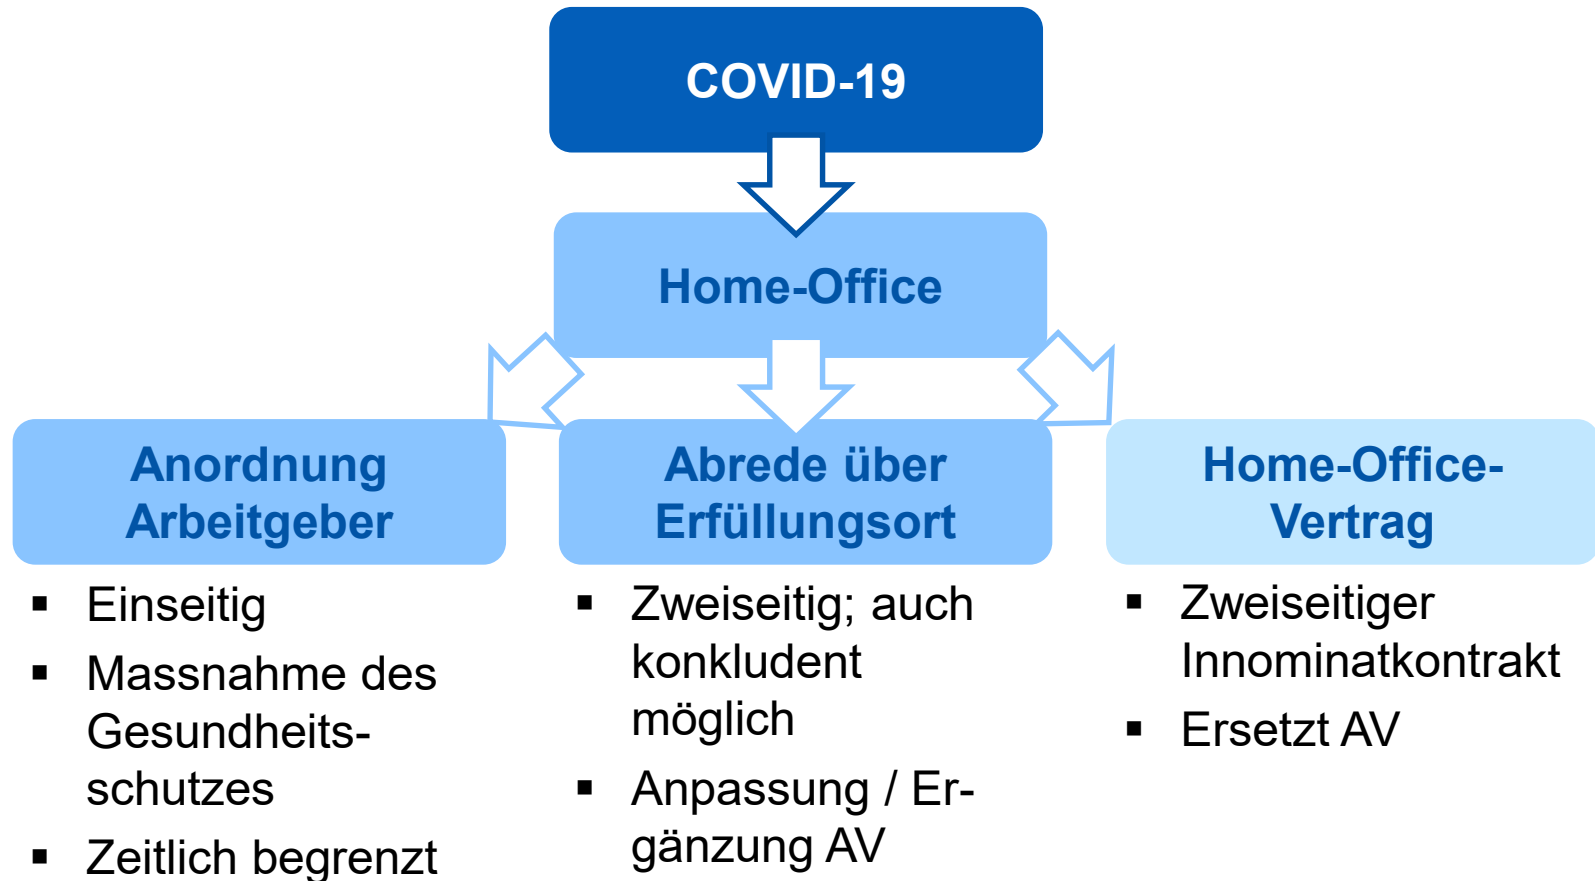 COVID-19
Home-Office
Anordnung
Arbeitgeber
▪ Einseitig
▪ Massnahme des
Gesundheits-
schutzes
▪ Zeitlich begrenzt
Abrede über
Erfüllungsort
▪ Zweiseitig; auch
konkludent
möglich
▪ Anpassung / Er-
gänzung AV
Home-Office-
Vertrag
▪ Zweiseitiger
Innominatkontrakt
▪ Ersetzt AV